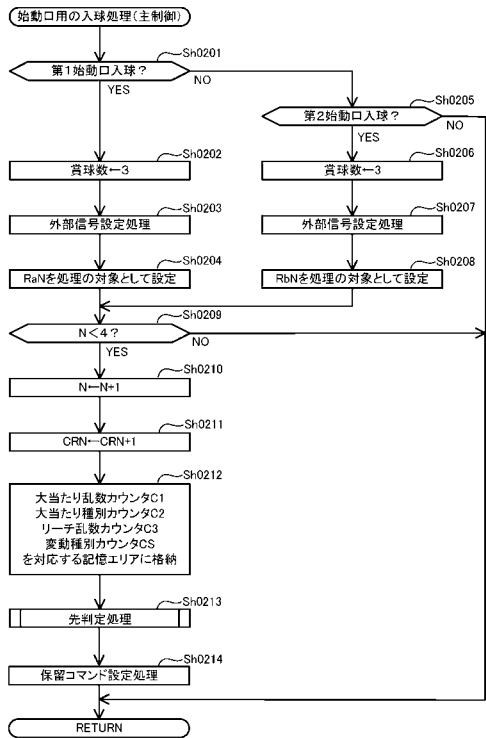 始動口用の入球処理(主制御)
Sh0201
第1始動口入球?
NO
YES
Sh0205
第2始動口入球?
NO
YES
Sh0202
賞球数←3
Sh0206
賞球数←3
Sh0203
外部信号設定処理
Sh0207
外部信号設定処理
Sh0204
RaNを処理の対象として設定
Sh0208
RbNを処理の対象として設定
Sh0209
N<4?
NO
YES
Sh0210
N←N+1
Sh0211
CRN←CRN+1
Sh0212
大当たり乱数カウンタC1
大当たり種別カウンタC2
リーチ乱数カウンタC3
変動種別カウンタCS
を対応する記憶エリアに格納
Sh0213
先判定処理
Sh0214
保留コマンド設定処理
RETURN